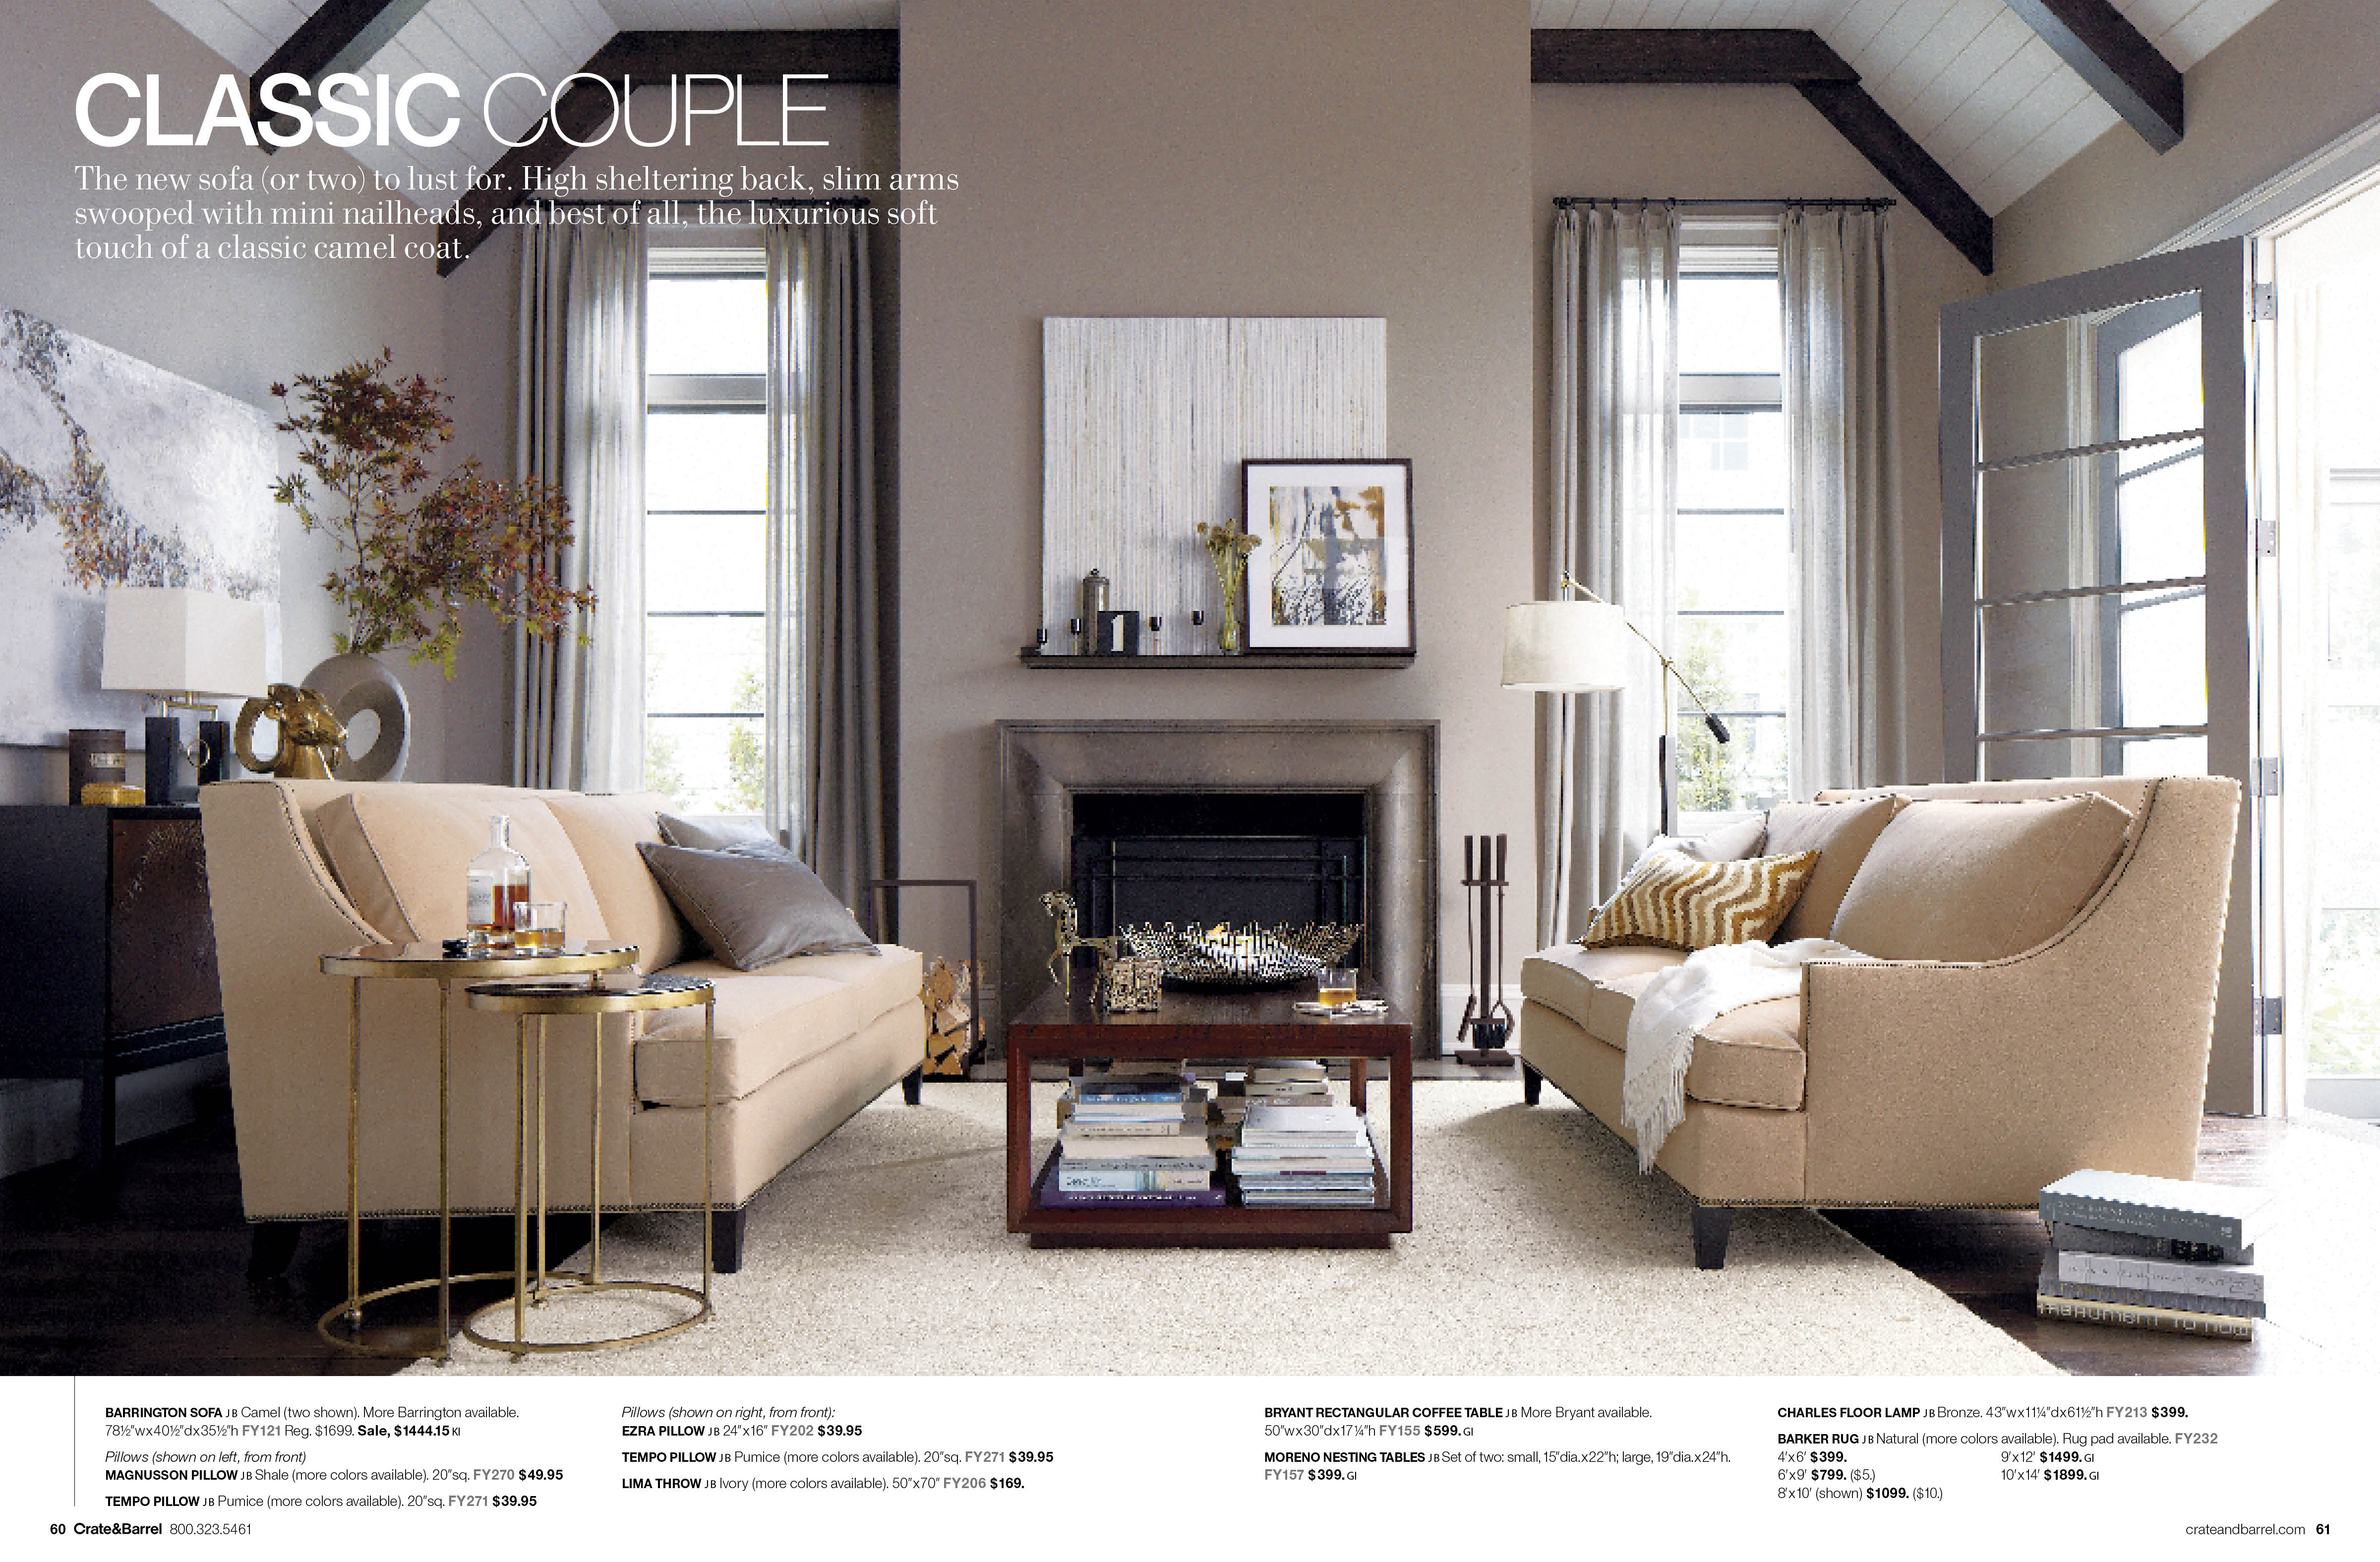 CLASSIC COUPLE
The new sofa (or two) to lust for. High sheltering back, slim arms
swooped with mini nailheads, and best of all, the luxurious soft
touch of a classic camel coat.
1
BARRINGTON SOFA JB Camel (two shown). More Barrington available.
78½"wx40½"dx35½"h FY121 Reg. $1699. Sale, $1444.15 KI
Pillows (shown on left, from front)
MAGNUSSON PILLOW JB Shale (more colors available). 20"sq. FY270 $49.95
TEMPO PILLOW JB Pumice (more colors available). 20"sq. FY271 $39.95
Pillows (shown on right, from front):
EZRA PILLOW JB 24"x16" FY202 $39.95
TEMPO PILLOW JB Pumice (more colors available). 20"sq. FY271 $39.95
LIMA THROW JB Ivory (more colors available). 50"x70" FY206 $169.
BRYANT RECTANGULAR COFFEE TABLE JB More Bryant available.
50"wx30"dx17¼"h FY155 $599. GI
MORENO NESTING TABLES JB Set of two: small, 15"dia.x22"h; large, 19"dia.x24"h.
FY157 $399. GI
CHARLES FLOOR LAMP JB Bronze. 43"wx11¼"dx61½"h FY213 $399.
BARKER RUG JB Natural (more colors available). Rug pad available. FY232
4'x6' $399.
6'x9' $799. ($5.)
8'x10' (shown) $1099. ($10.)
9'x12' $1499. GI
10'x14' $1899. GI
60 Crate&Barrel 800.323.5461
crateandbarrel.com 61